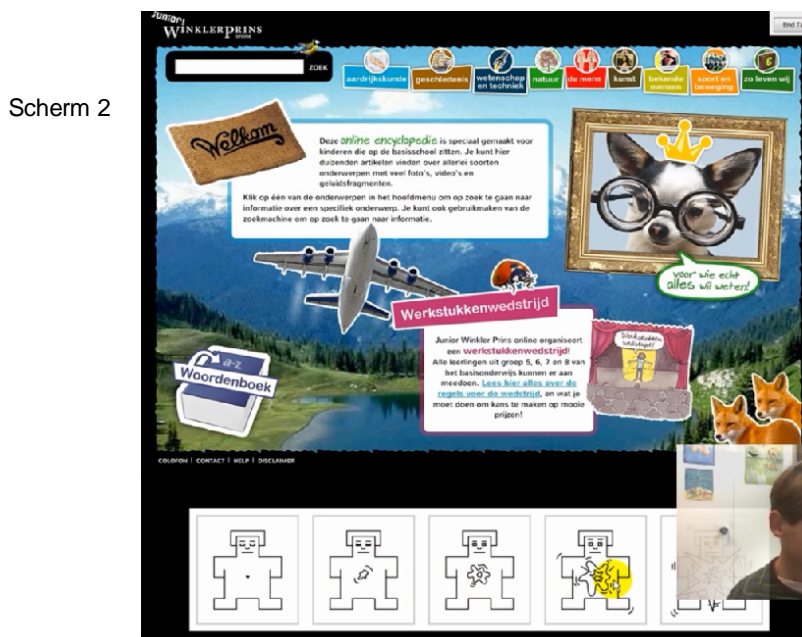 Scherm 2
JUNIOR
WINKLER PRINS
online
ZOEK
End T
aardrijkskunde
geschiedenis
wetenschap
en techniek
natuur
de mens
kunst
bekende
mensen
sport en
beweging
zo leven wij
Welkom
Deze online encyclopedie is speciaal gemaakt voor
kinderen die op de basisschool zitten. Je kunt hier
duizenden artikelen vinden over allerlei soorten
onderwerpen met veel foto's, video's en
geluidsfragmenten.
Klik op één van de onderwerpen in het hoofdmenu om op zoek te gaan naar
informatie over een specifiek onderwerp. Je kunt ook gebruikmaken van de
zoekmachine om op zoek te gaan naar informatie.
voor wie echt
alles wil weten!
Werkstukkenwedstrijd
Junior Winkler Prins online organiseert
een werkstukkenwedstrijd!
Alle leerlingen uit groep 5, 6, 7 en 8 van
het basisonderwijs kunnen er aan
meedoen. Lees hier alles over de
regels voor de wedstrijd, en wat je
moet doen om kans te maken op mooie
prijzen!
Werkstukken
wedstrijd!
a-z
Woordenboek
COLOFON | CONTACT | HELP | DISCLAIMER